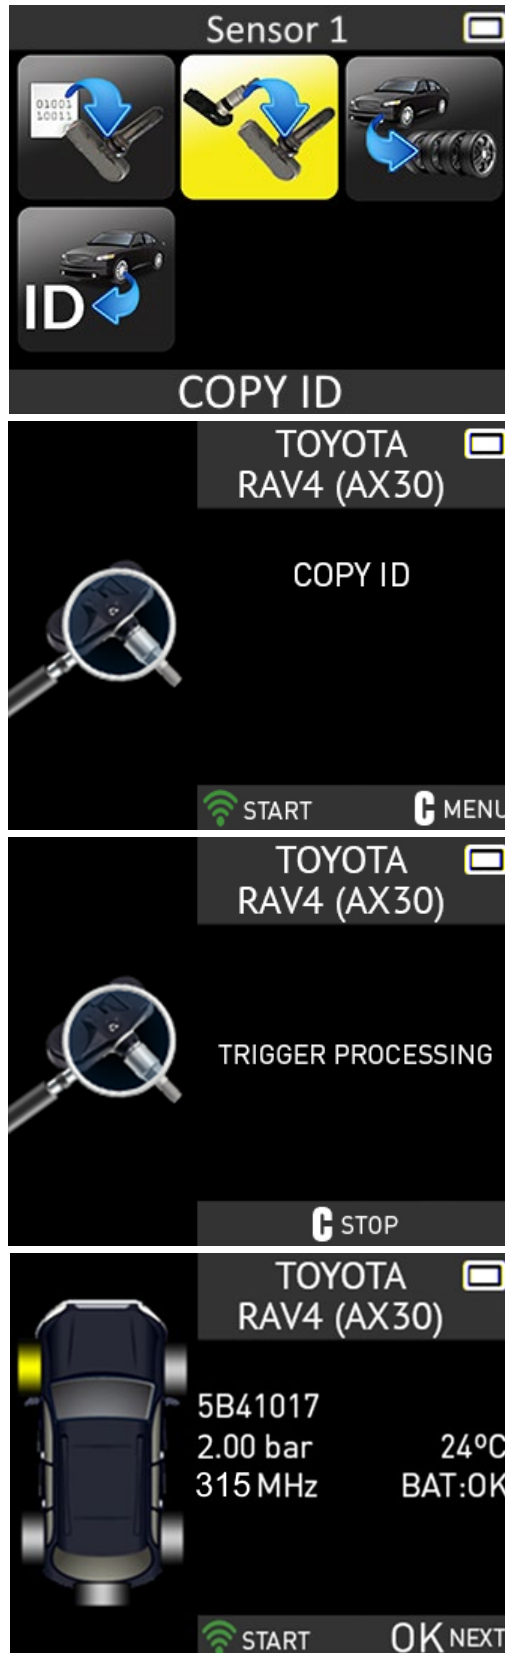 Sensor 1
01001
10011
ID
COPY ID
TOYOTA
RAV4 (AX30)
COPY ID
START C MENU
TOYOTA
RAV4 (AX30)
TRIGGER PROCESSING
C STOP
TOYOTA
RAV4 (AX30)
5B41017
2.00 bar 24ºC
315 MHz BAT:OK
START OK NEXT